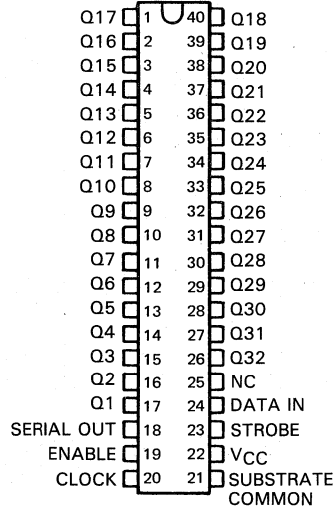 Q17 1 40 Q18
Q16 2 39 Q19
Q15 3 38 Q20
Q14 4 37 Q21
Q13 5 36 Q22
Q12 6 35 Q23
Q11 7 34 Q24
Q10 8 33 Q25
Q9 9 32 Q26
Q8 10 31 Q27
Q7 11 30 Q28
Q6 12 29 Q29
Q5 13 28 Q30
Q4 14 27 Q31
Q3 15 26 Q32
Q2 16 25 NC
Q1 17 24 DATA IN
SERIAL OUT 18 23 STROBE
ENABLE 19 22 VCC
CLOCK 20 21 SUBSTRATE
COMMON